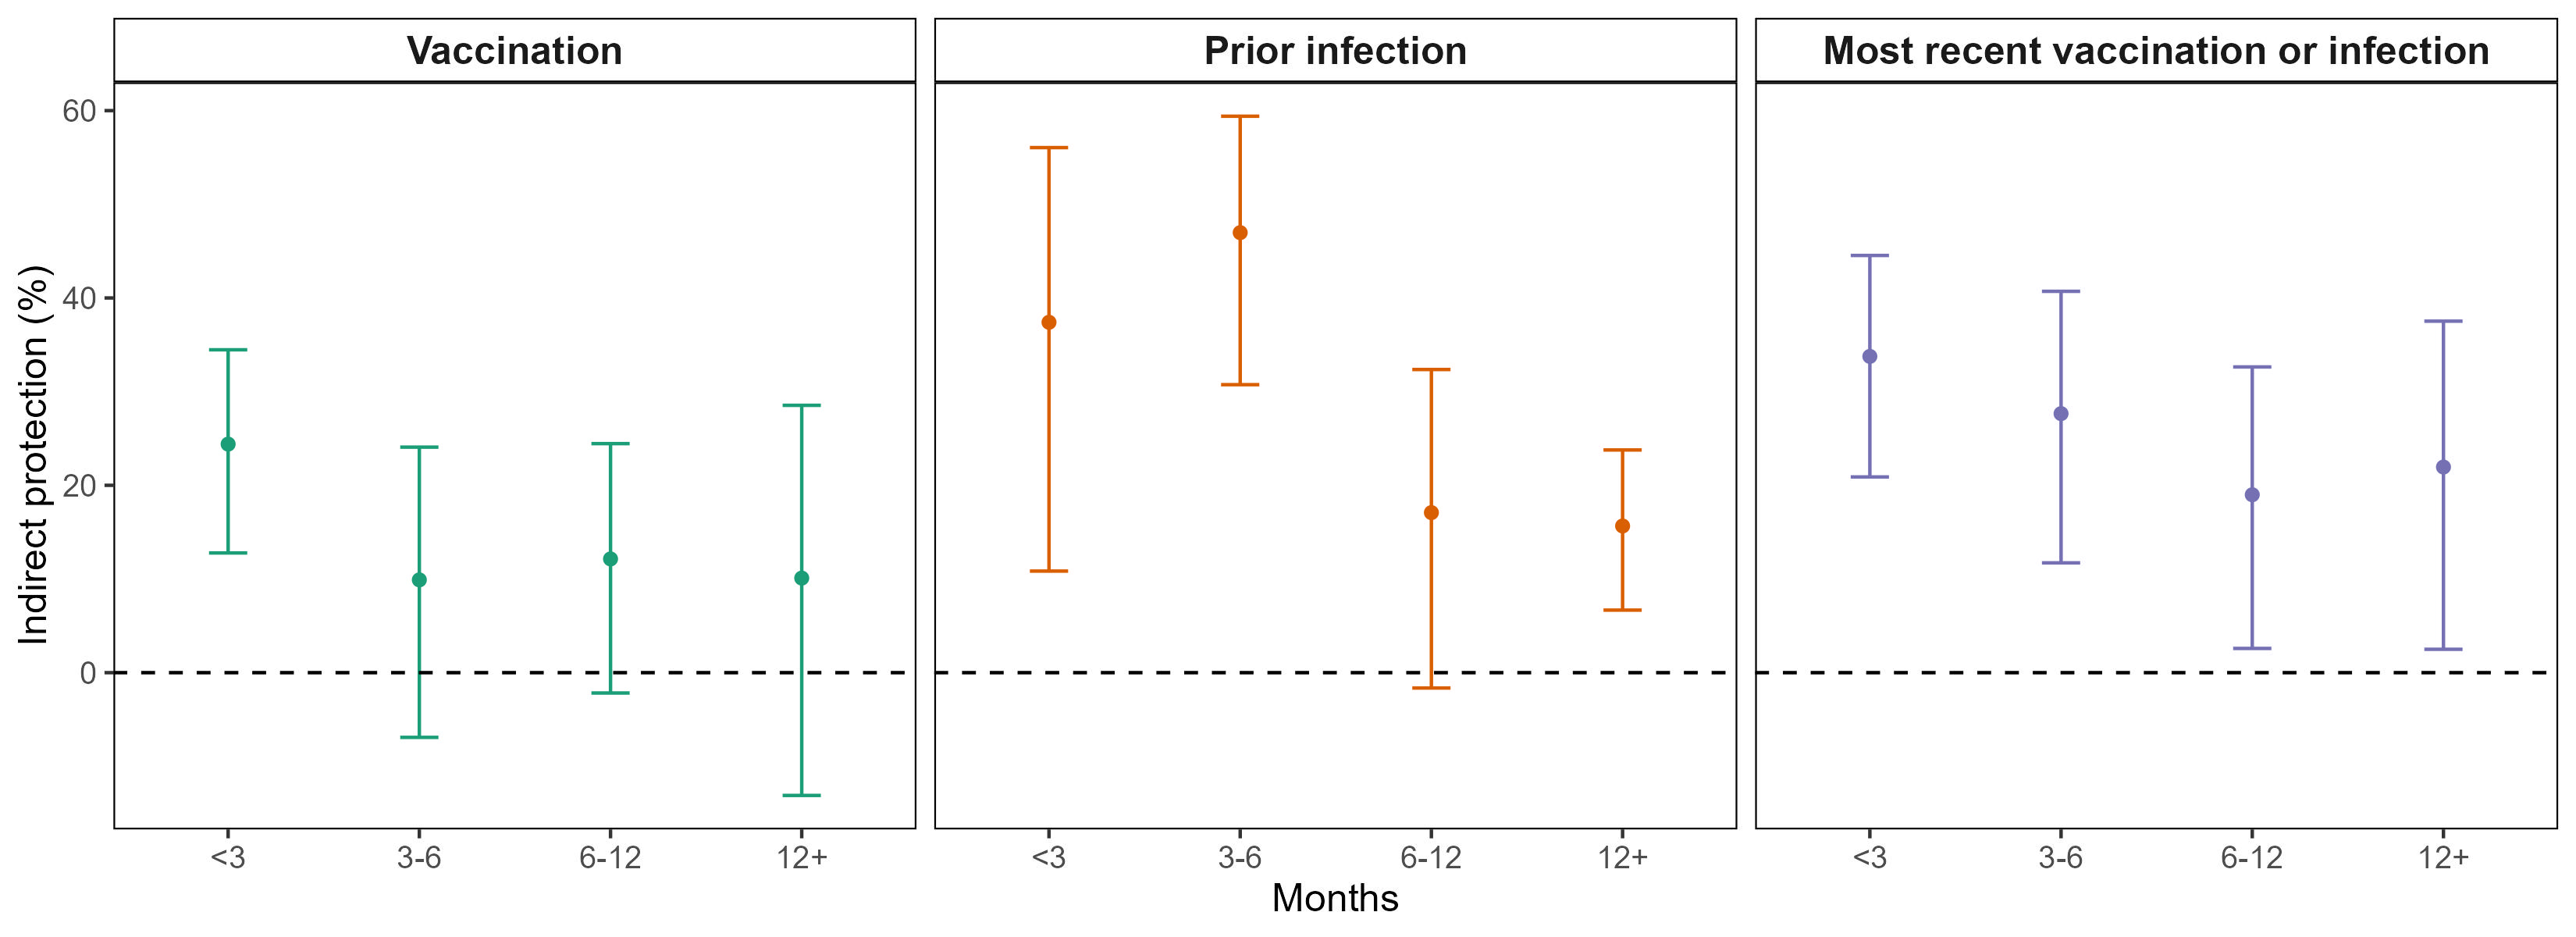 Vaccination
Prior infection
Most recent vaccination or infection
Indirect protection (%)
60
40
20
0
<3 3-6 6-12 12+
<3 3-6 6-12 12+
<3 3-6 6-12 12+
Months